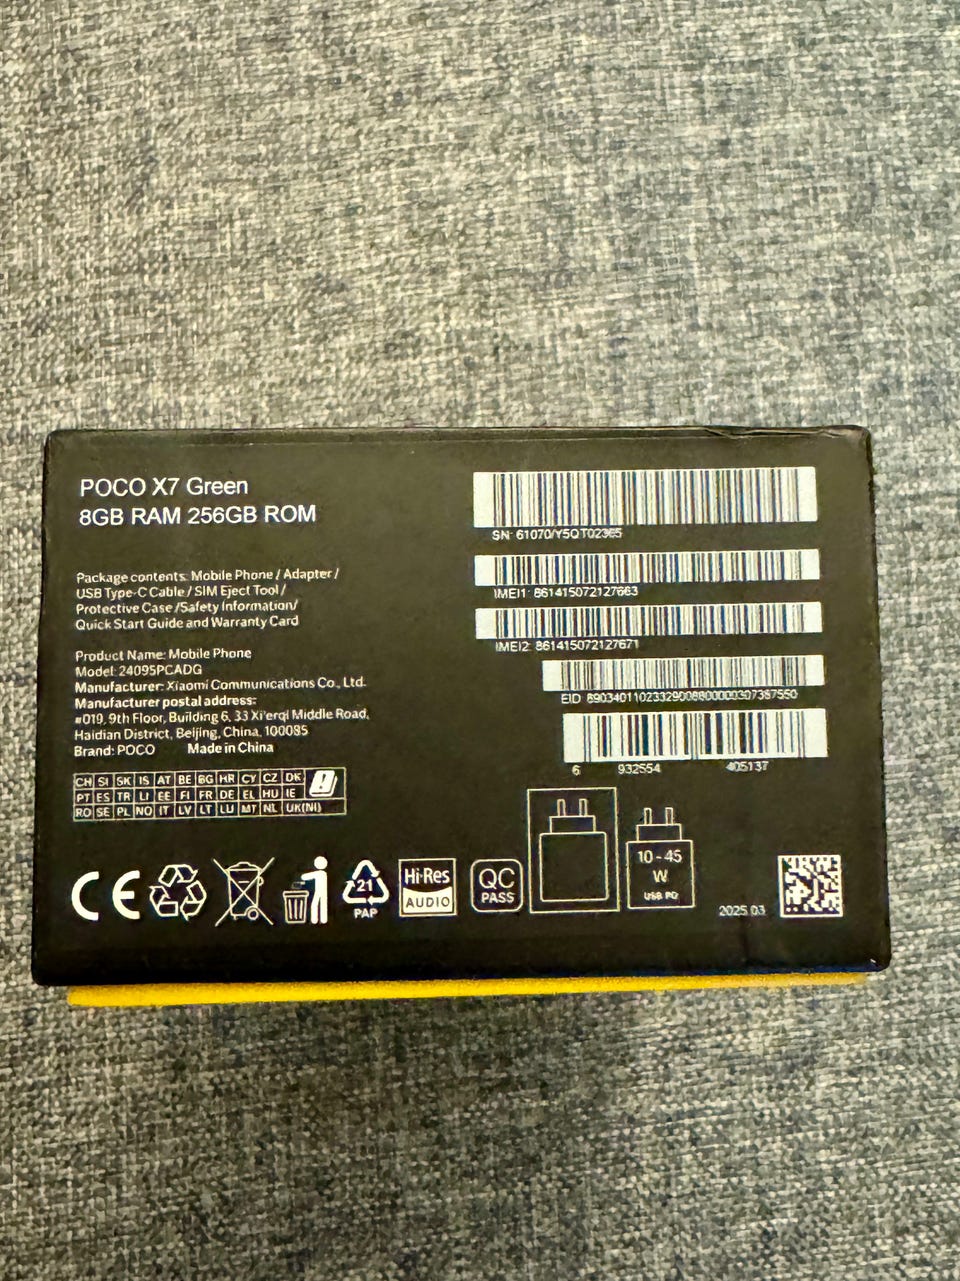 POCO X7 Green
8GB RAM 256GB ROM
Package contents: Mobile Phone / Adapter /
USB Type-C Cable / SIM Eject Tool /
Protective Case /Safety Information/
Quick Start Guide and Warranty Card
Product Name: Mobile Phone
Model: 24095PCADG
Manufacturer: Xiaomi Communications Co., Ltd.
Manufacturer postal address:
#019, 9th Floor, Building 6, 33 Xi'erqi Middle Road,
Haidian District, Beijing, China, 100085
Brand: POCO Made in China
CH SI SK IS AT BE BG HR CY CZ DK
PT ES TR LI EE FI FR DE EL HU IE
RO SE PL NO IT LV LT LU MT NL UK(NI)
SN: 61070/Y5QT02365
IMEI1: 861415072127663
IMEI2: 861415072127671
EID
6 932554 405137
CE
21
PAP
Hi-Res
AUDIO
QC
PASS
10 - 45
W
USB PD
2025.03